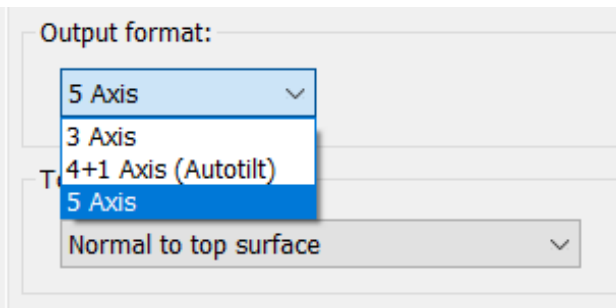 Output format:
5 Axis
3 Axis
4+1 Axis (Autotilt)
5 Axis
Normal to top surface